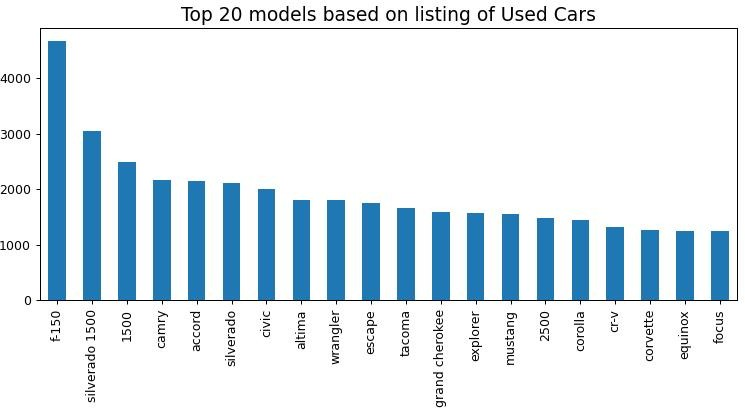 Top 20 models based on listing of Used Cars
4000
3000
2000
1000
0
f-150
silverado 1500
1500
camry
accord
silverado
civic
altima
wrangler
escape
tacoma
grand cherokee
explorer
mustang
2500
corolla
cr-v
corvette
equinox
focus